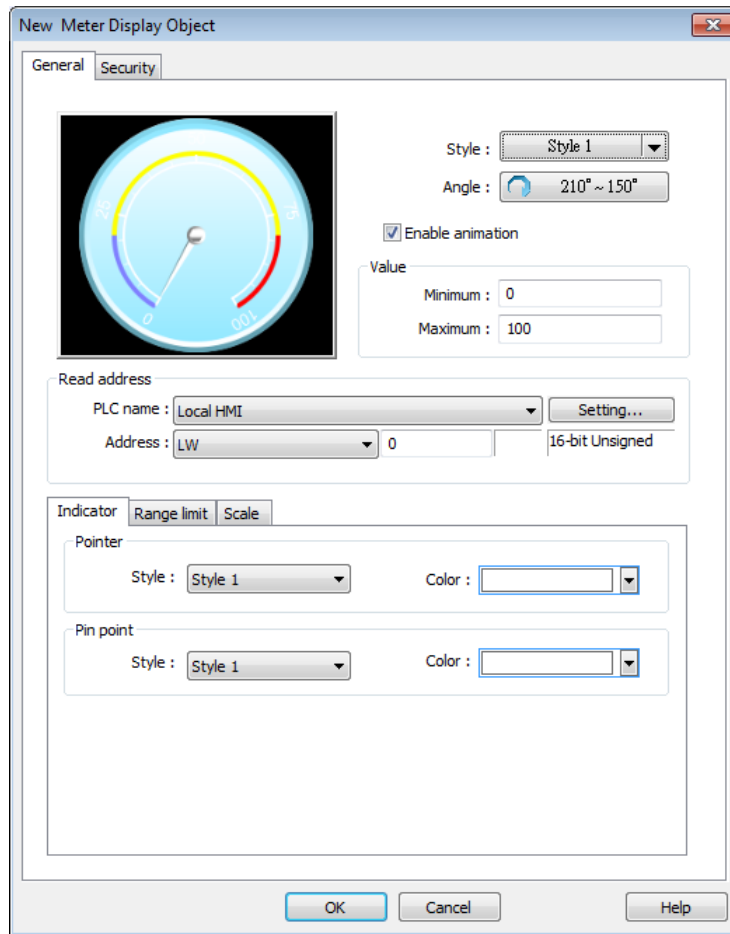 New  Meter Display Object
General
Security
Style :
Style 1
Angle :
210° ~ 150°
Enable animation
25
75
0
100
Value
Minimum :
0
Maximum :
100
Read address
PLC name :
Local HMI
Setting...
Address :
LW
0
16-bit Unsigned
Indicator
Range limit
Scale
Pointer
Style :
Style 1
Color :
Pin point
Style :
Style 1
Color :
OK
Cancel
Help